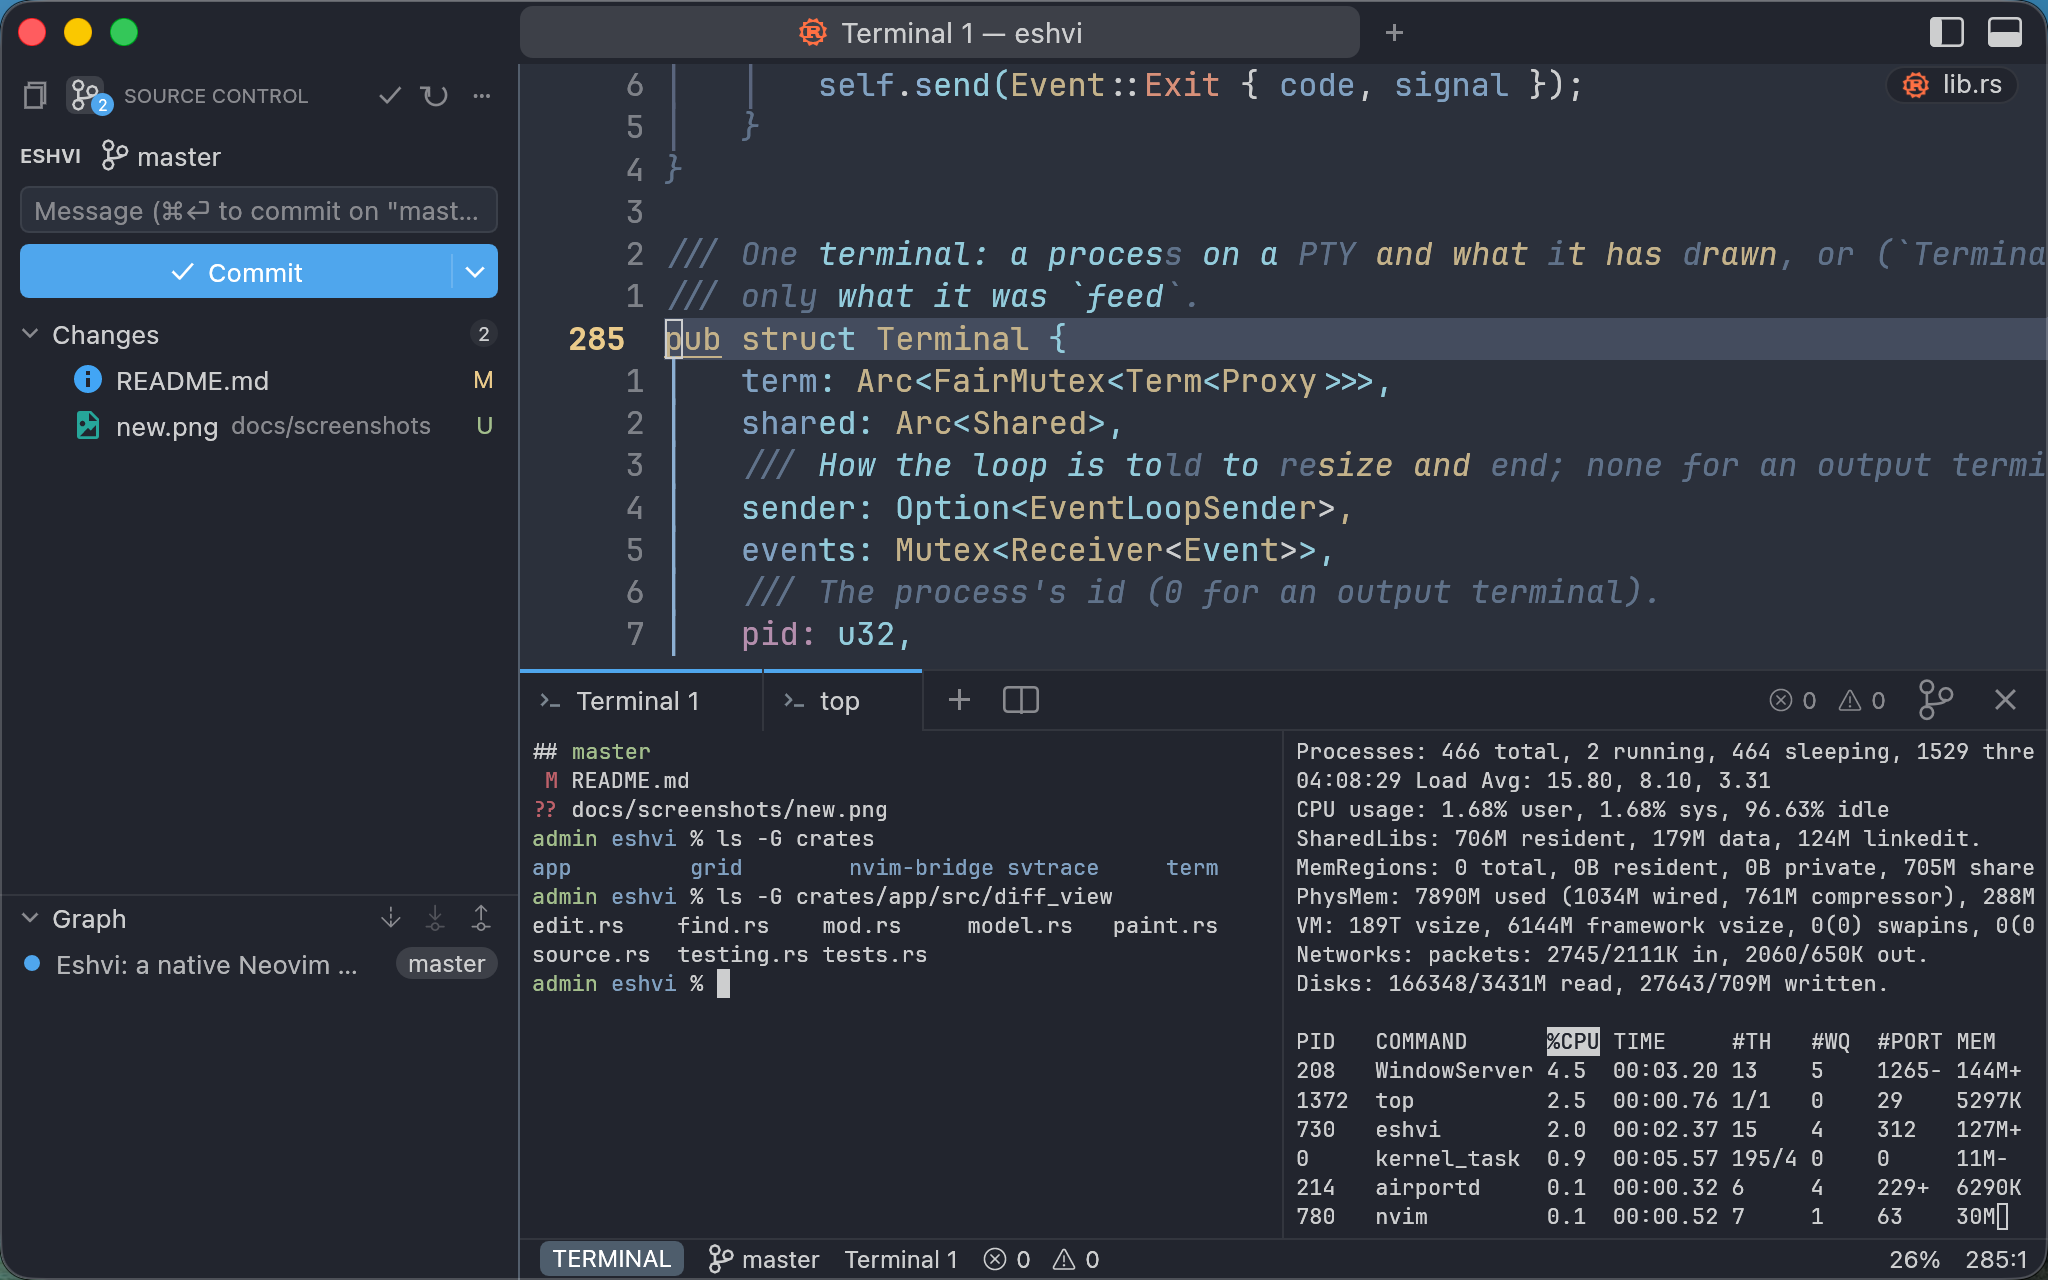 Terminal 1 — eshvi
+
2
SOURCE CONTROL
ESHVI master
Message (⌘⏎ to commit on "mast...
Commit
Changes 2
README.md M
new.png docs/screenshots U
Graph
Eshvi: a native Neovim ... master
lib.rs
6 self.send(Event::Exit { code, signal });
5 }
4 }
3
2 /// One terminal: a process on a PTY and what it has drawn, or (`Termina
1 /// only what it was `feed`.
285 pub struct Terminal {
1 term: Arc<FairMutex<Term<Proxy>>>,
2 shared: Arc<Shared>,
3 /// How the loop is told to resize and end; none for an output termi
4 sender: Option<EventLoopSender>,
5 events: Mutex<Receiver<Event>>,
6 /// The process's id (0 for an output terminal).
7 pid: u32,
Terminal 1
top
0 0
## master
M README.md
?? docs/screenshots/new.png
admin eshvi % ls -G crates
app grid nvim-bridge svtrace term
admin eshvi % ls -G crates/app/src/diff_view
edit.rs find.rs mod.rs model.rs paint.rs
source.rs testing.rs tests.rs
admin eshvi %
Processes: 466 total, 2 running, 464 sleeping, 1529 thre
04:08:29 Load Avg: 15.80, 8.10, 3.31
CPU usage: 1.68% user, 1.68% sys, 96.63% idle
SharedLibs: 706M resident, 179M data, 124M linkedit.
MemRegions: 0 total, 0B resident, 0B private, 705M share
PhysMem: 7890M used (1034M wired, 761M compressor), 288M
VM: 189T vsize, 6144M framework vsize, 0(0) swapins, 0(0
Networks: packets: 2745/2111K in, 2060/650K out.
Disks: 166348/3431M read, 27643/709M written.
PID COMMAND %CPU TIME #TH #WQ #PORT MEM
208 WindowServer 4.5 00:03.20 13 5 1265- 144M+
1372 top 2.5 00:00.76 1/1 0 29 5297K
730 eshvi 2.0 00:02.37 15 4 312 127M+
0 kernel_task 0.9 00:05.57 195/4 0 0 11M-
214 airportd 0.1 00:00.32 6 4 229+ 6290K
780 nvim 0.1 00:00.52 7 1 63 30M
TERMINAL master Terminal 1 0 0 26% 285:1